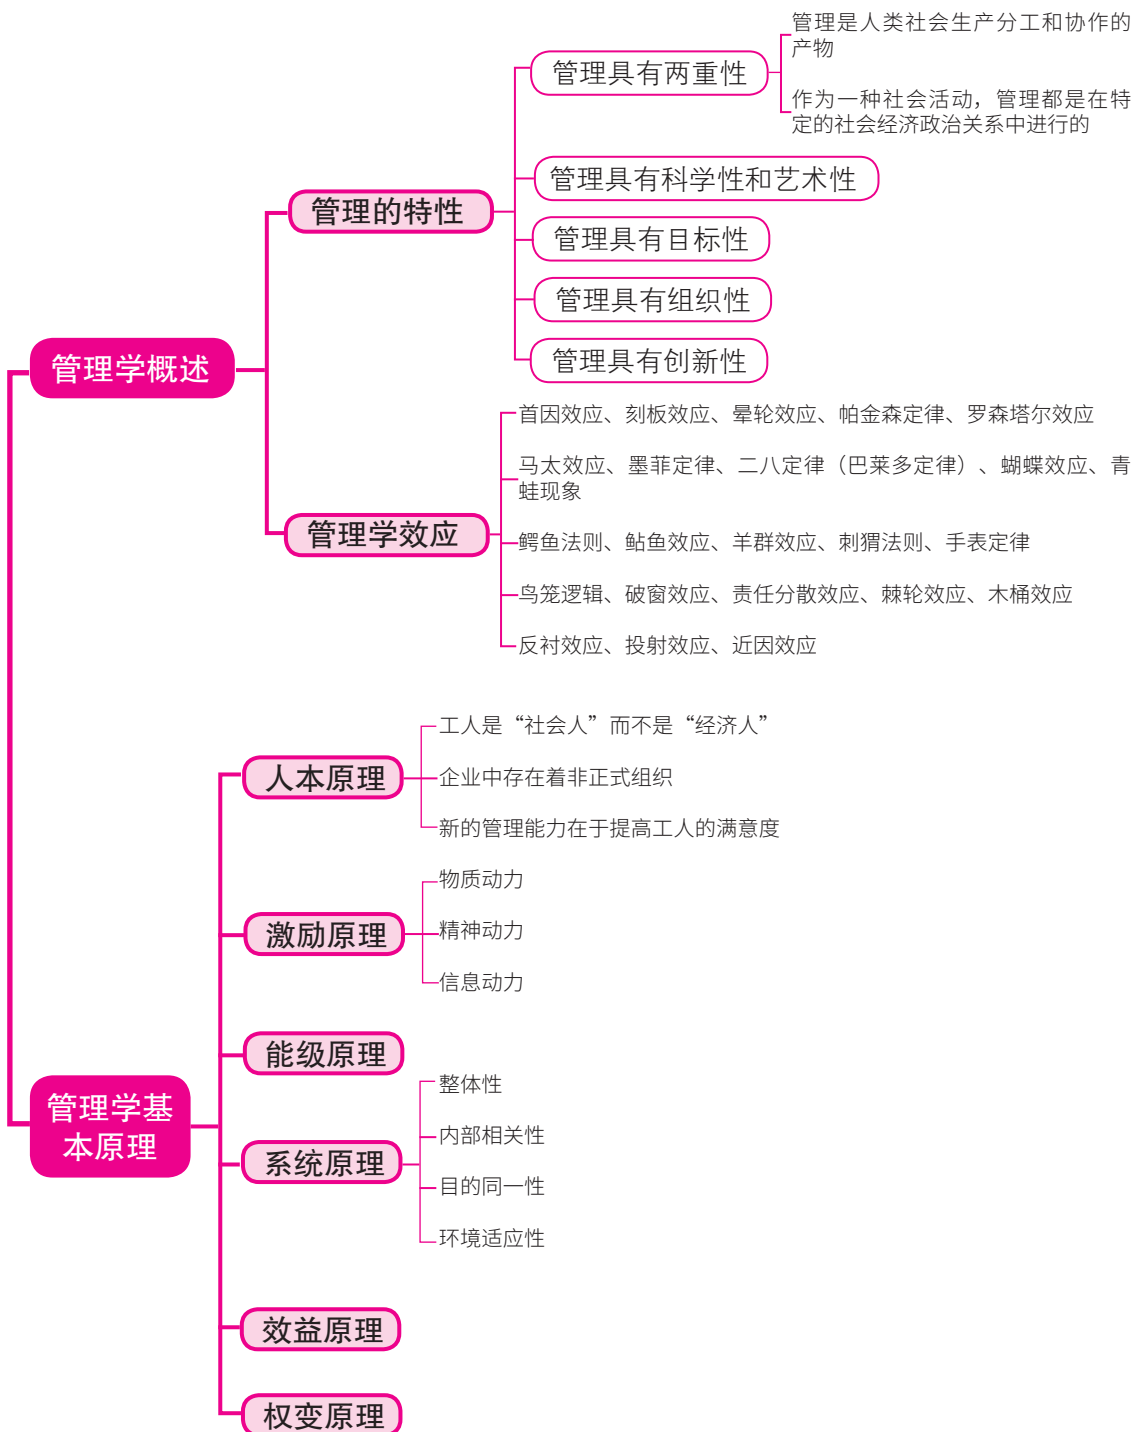 管理学概述
管理的特性
管理具有两重性
管理是人类社会生产分工和协作的
产物
作为一种社会活动，管理都是在特
定的社会经济政治关系中进行的
管理具有科学性和艺术性
管理具有目标性
管理具有组织性
管理具有创新性
管理学效应
首因效应、刻板效应、晕轮效应、帕金森定律、罗森塔尔效应
马太效应、墨菲定律、二八定律（巴莱多定律）、蝴蝶效应、青
蛙现象
鳄鱼法则、鲇鱼效应、羊群效应、刺猬法则、手表定律
鸟笼逻辑、破窗效应、责任分散效应、棘轮效应、木桶效应
反衬效应、投射效应、近因效应
管理学基
本原理
人本原理
工人是“社会人”而不是“经济人”
企业中存在着非正式组织
新的管理能力在于提高工人的满意度
激励原理
物质动力
精神动力
信息动力
能级原理
系统原理
整体性
内部相关性
目的同一性
环境适应性
效益原理
权变原理